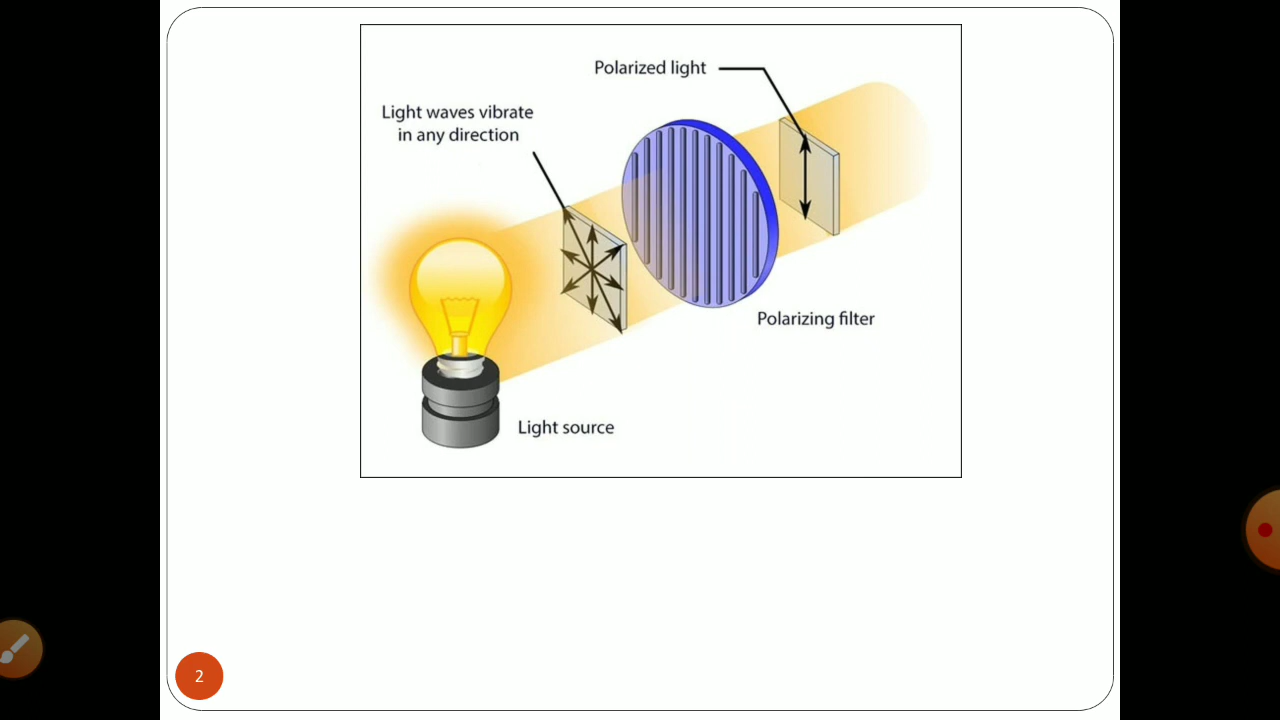 Polarized light
Light waves vibrate
in any direction
Polarizing filter
Light source
2